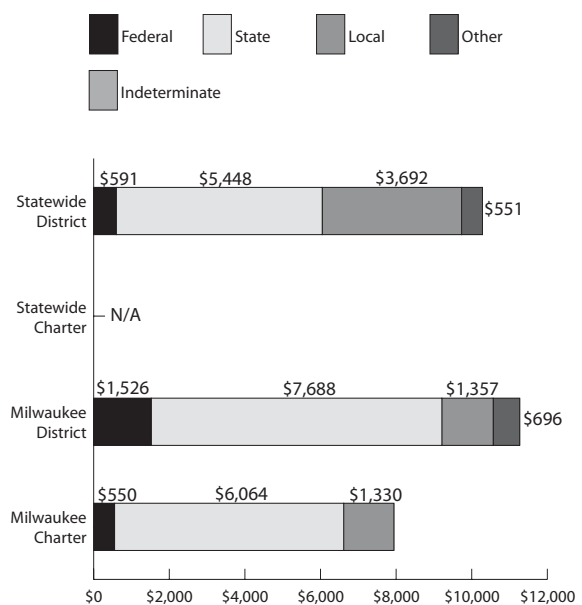 Federal State Local Other
Indeterminate
$591 $5,448 $3,692
Statewide
District
$551
Statewide
Charter
N/A
$1,526 $7,688 $1,357
Milwaukee
District
$696
$550 $6,064 $1,330
Milwaukee
Charter
$0 $2,000 $4,000 $6,000 $8,000 $10,000 $12,000